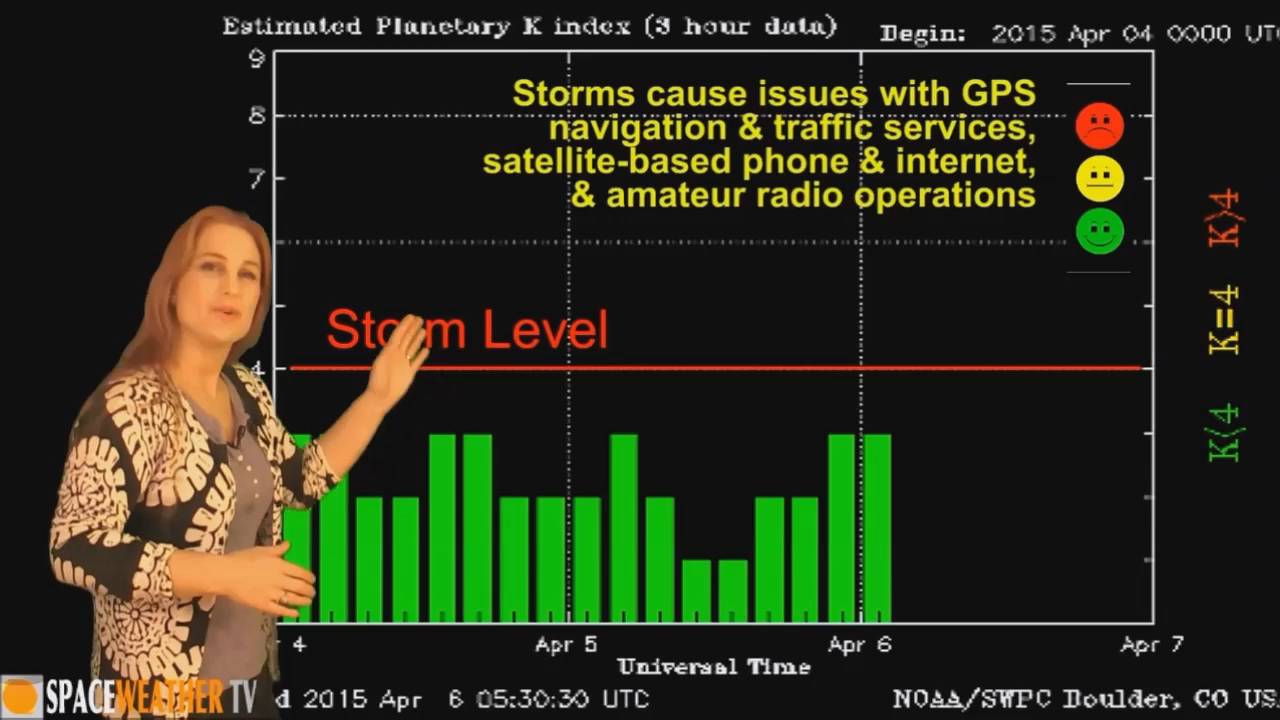 Estimated Planetary K index (3 hour data)
Begin: 2015 Apr 04 0000 UTC
9
Storms cause issues with GPS
8
navigation & traffic services,
satellite-based phone & internet,
7
& amateur radio operations
K>4
K=4
K<4
Storm Level
4
4
Apr 5
Apr 6
Apr 7
Universal Time
SPACEWEATHER TV
d 2015 Apr 6 05:30:30 UTC
NOAA/SWPC Boulder, CO US